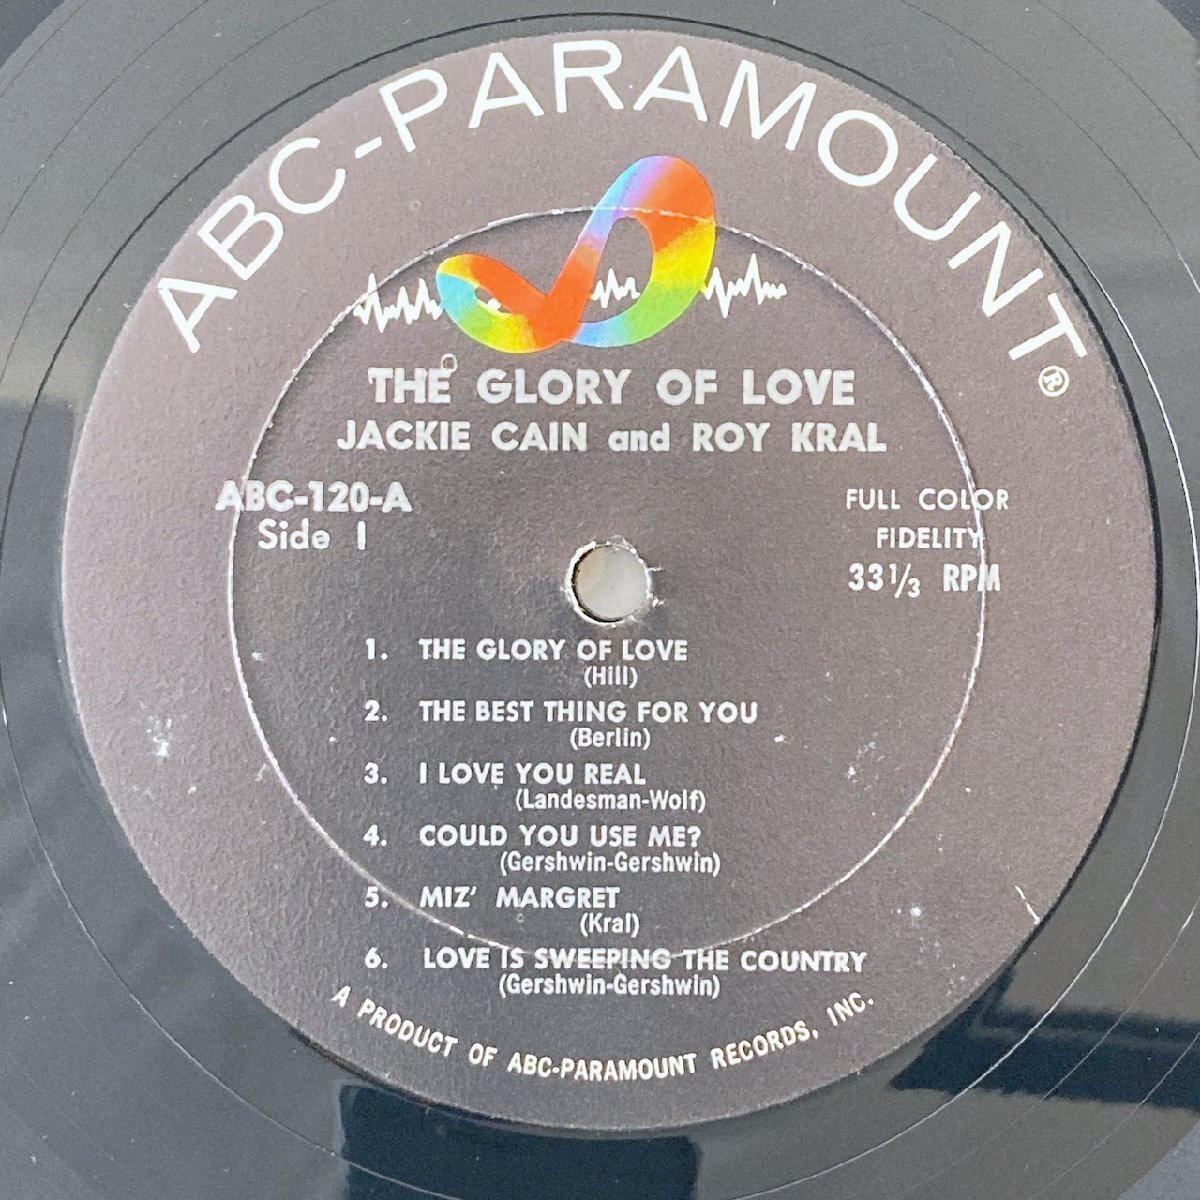 ABC-PARAMOUNT®
THE GLORY OF LOVE
JACKIE CAIN and ROY KRAL
ABC-120-A
Side 1
FULL COLOR
FIDELITY
33 1/3 RPM
1. THE GLORY OF LOVE
(Hill)
2. THE BEST THING FOR YOU
(Berlin)
3. I LOVE YOU REAL
(Landesman-Wolf)
4. COULD YOU USE ME?
(Gershwin-Gershwin)
5. MIZ' MARGRET
(Kral)
6. LOVE IS SWEEPING THE COUNTRY
(Gershwin-Gershwin)
A PRODUCT OF ABC-PARAMOUNT RECORDS, INC.